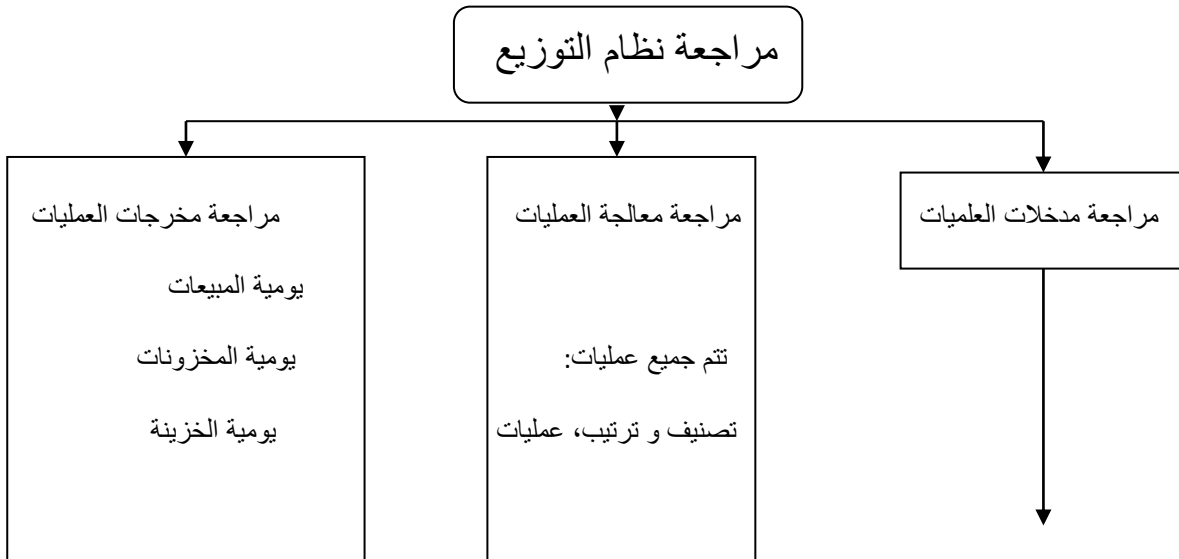 مراجعة نظام التوزيع
مراجعة مدخلات العلميات
مراجعة معالجة العمليات
تتم جميع عمليات:
تصنيف و ترتيب، عمليات
مراجعة مخرجات العمليات
يومية المبيعات
يومية المخزونات
يومية الخزينة